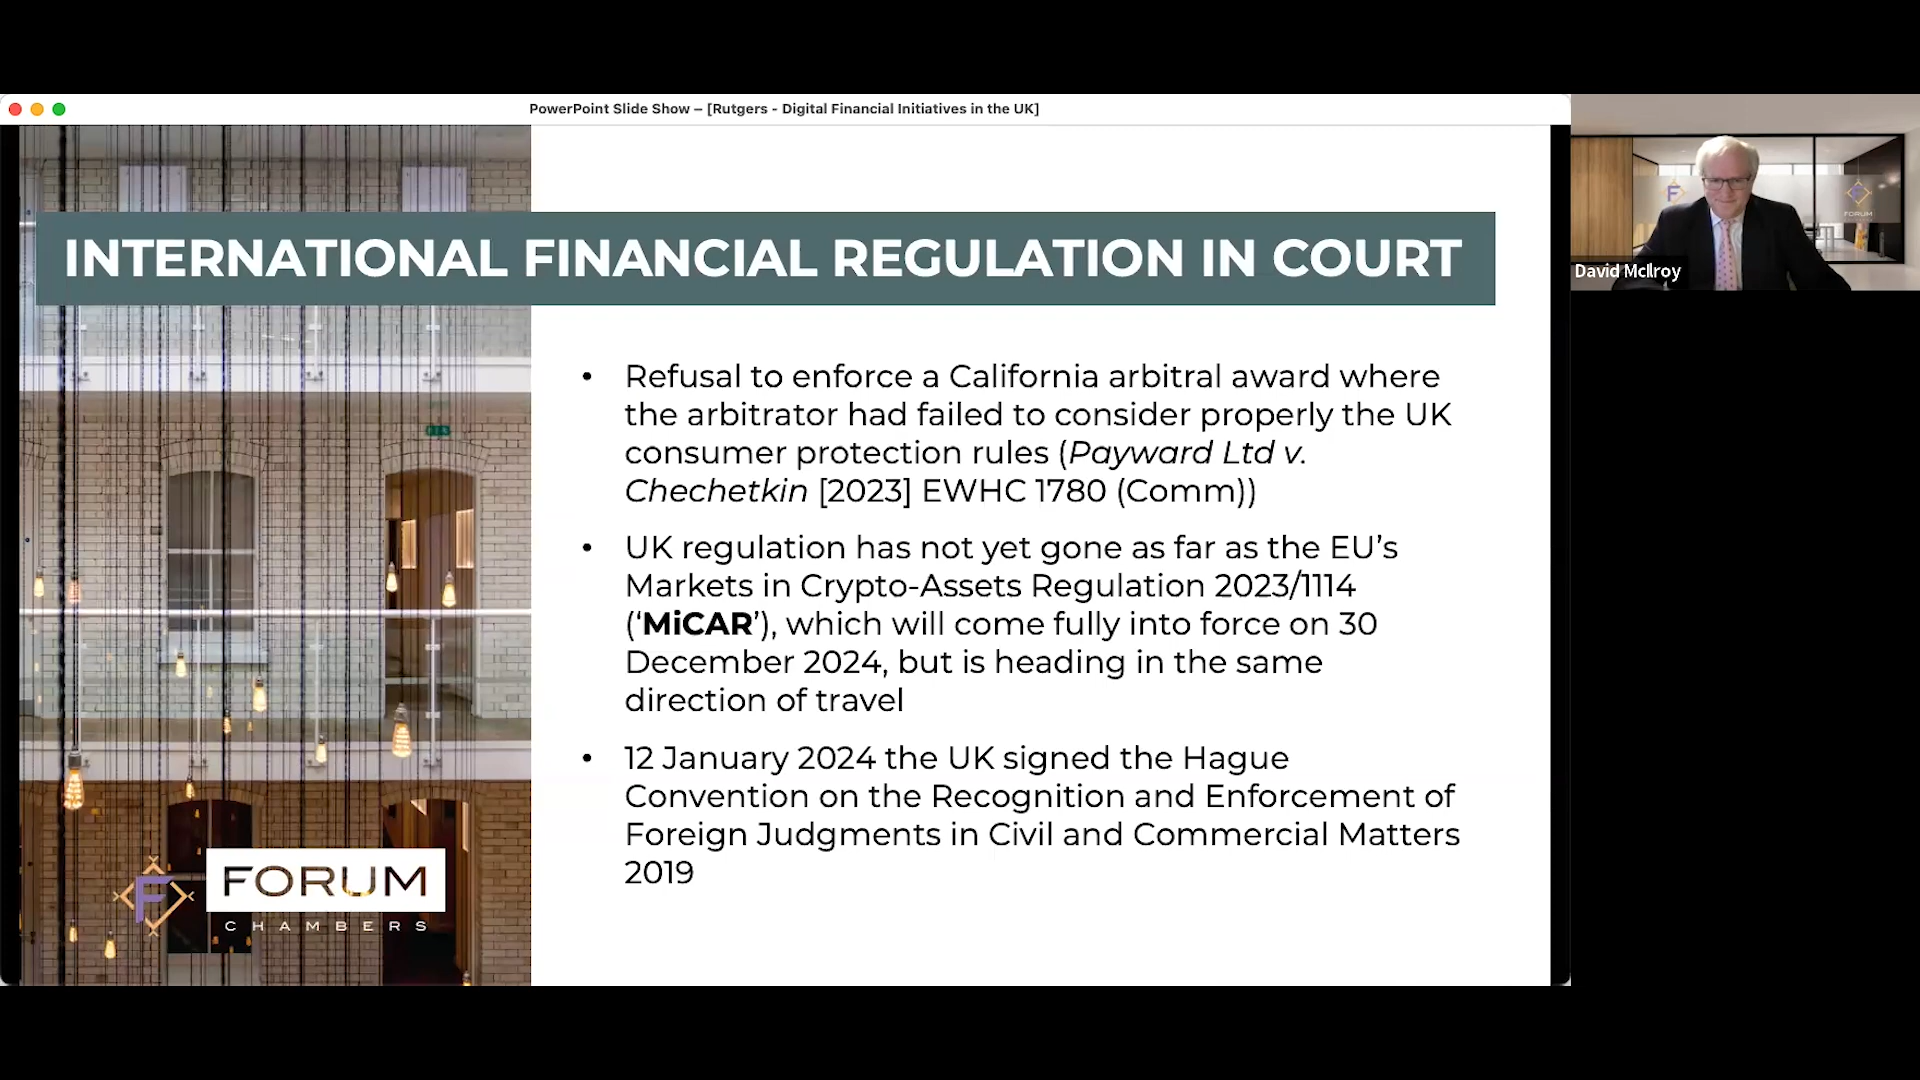 PowerPoint Slide Show – [Rutgers - Digital Financial Initiatives in the UK]
INTERNATIONAL FINANCIAL REGULATION IN COURT
• Refusal to enforce a California arbitral award where
the arbitrator had failed to consider properly the UK
consumer protection rules (Payward Ltd v.
Chechetkin [2023] EWHC 1780 (Comm))
• UK regulation has not yet gone as far as the EU’s
Markets in Crypto-Assets Regulation 2023/1114
(‘MiCAR’), which will come fully into force on 30
December 2024, but is heading in the same
direction of travel
• 12 January 2024 the UK signed the Hague
Convention on the Recognition and Enforcement of
Foreign Judgments in Civil and Commercial Matters
2019
F
FORUM
CHAMBERS
F
FORUM
David McIlroy